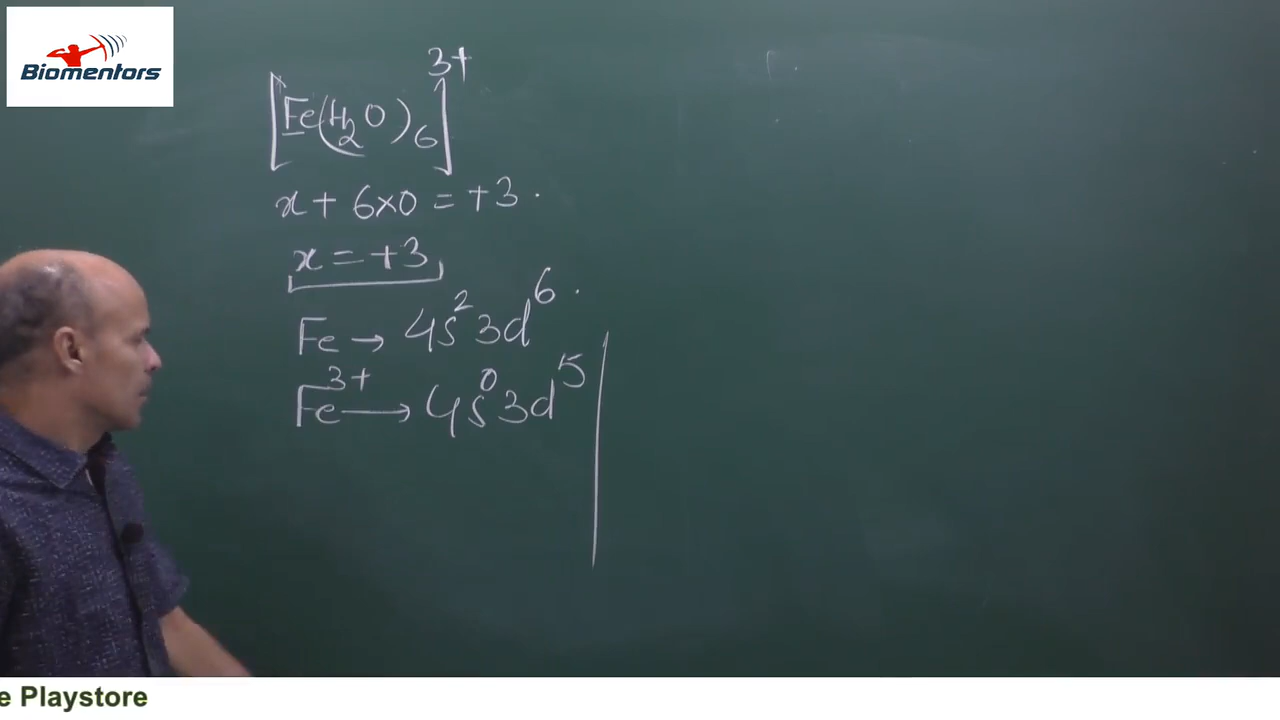 Biomentors
[Fe(H₂O)₆]³⁺
x + 6×0 = +3.
x = +3
Fe → 4s² 3d⁶.
Fe³⁺ → 4s⁰ 3d⁵
e Playstore